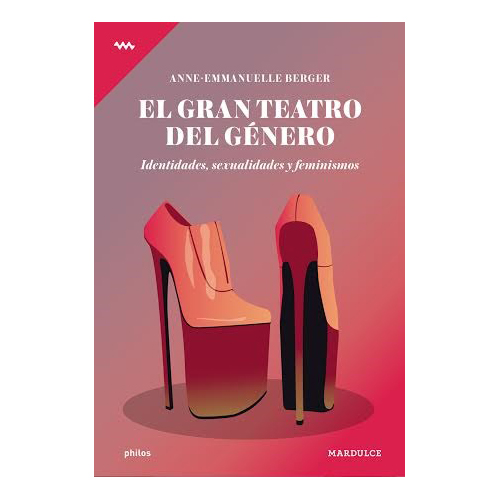 ANNE-EMMANUELLE BERGER
EL GRAN TEATRO
DEL GÉNERO
Identidades, sexualidades y feminismos
philos
MARDULCE